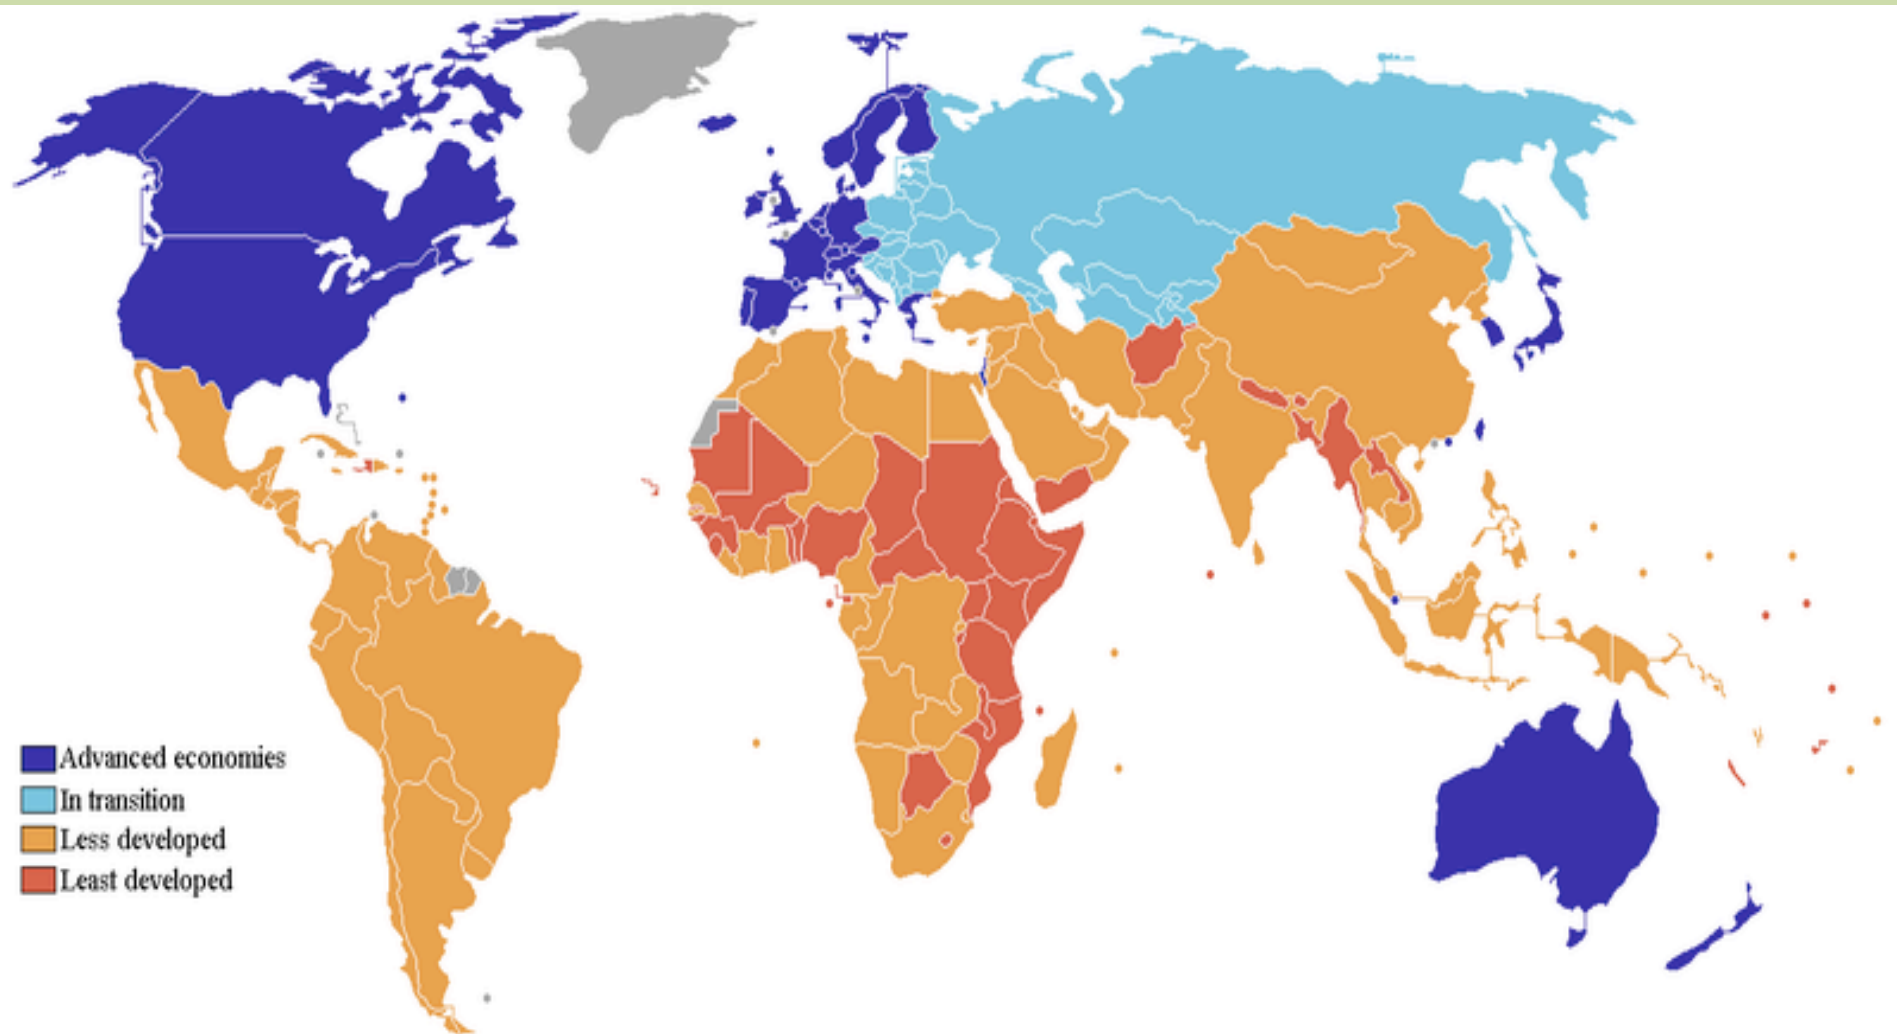 Advanced economies
In transition
Less developed
Least developed